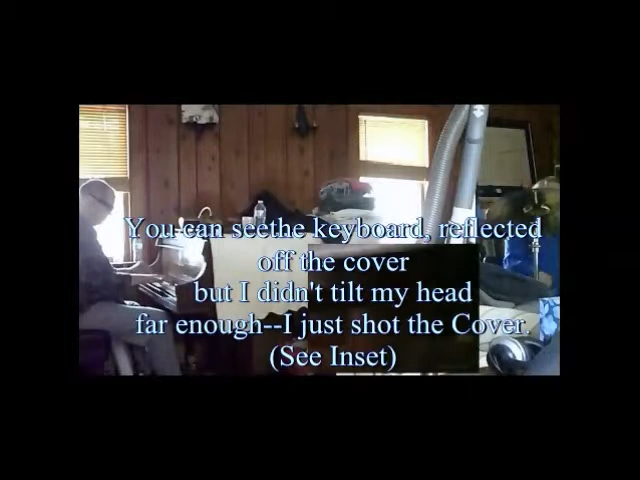 You can seethe keyboard, reflected
off the cover
but I didn't tilt my head
far enough--I just shot the Cover.
(See Inset)